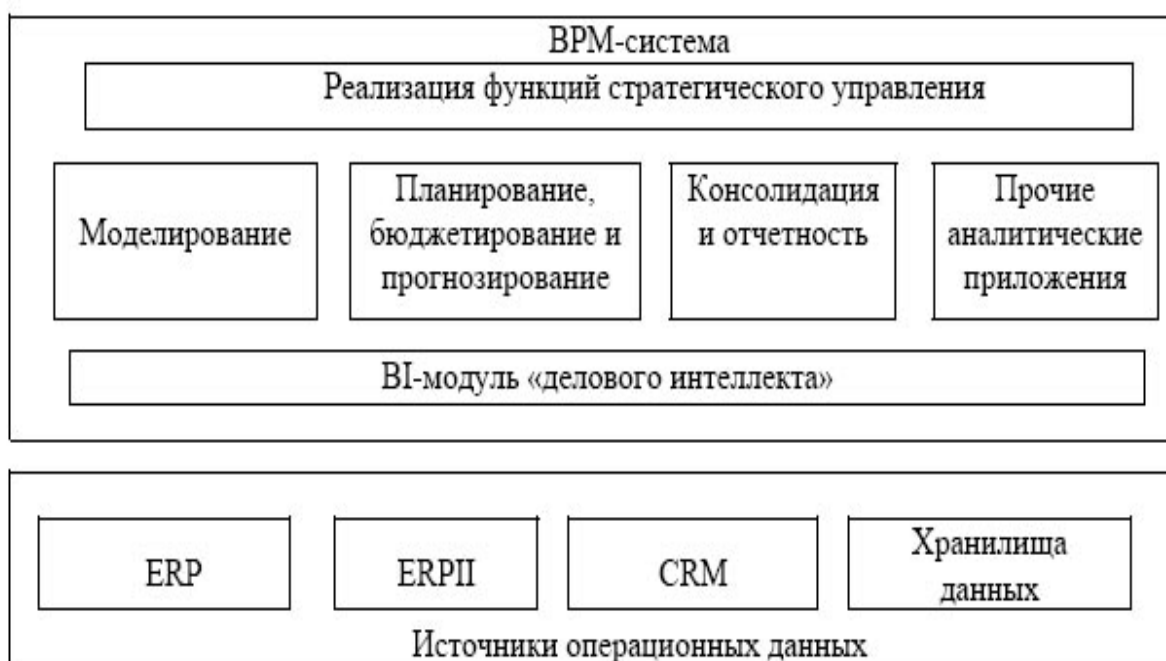 BPM-система
Реализация функций стратегического управления
Моделирование
Планирование,
бюджетирование и
прогнозирование
Консолидация
и отчетность
Прочие
аналитические
приложения
BI-модуль «делового интеллекта»
ERP
ERPII
CRM
Хранилища
данных
Источники операционных данных